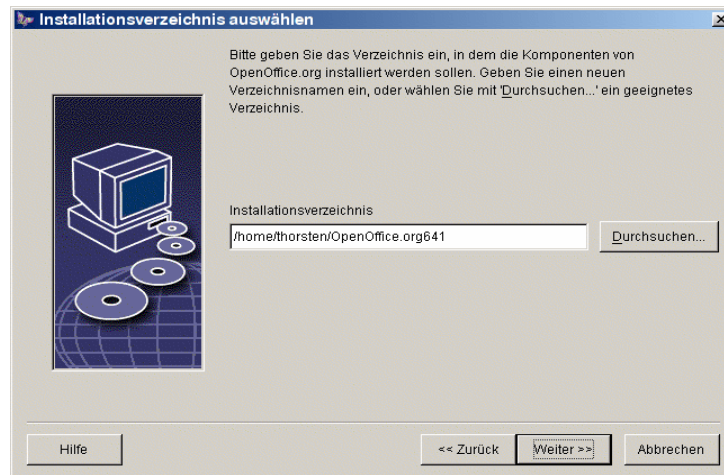 Installationsverzeichnis auswählen
Bitte geben Sie das Verzeichnis ein, in dem die Komponenten von
OpenOffice.org installiert werden sollen. Geben Sie einen neuen
Verzeichnisnamen ein, oder wählen Sie mit 'Durchsuchen...' ein geeignetes
Verzeichnis.
Installationsverzeichnis
/home/thorsten/OpenOffice.org641
Durchsuchen...
Hilfe
<< Zurück
Weiter >>
Abbrechen